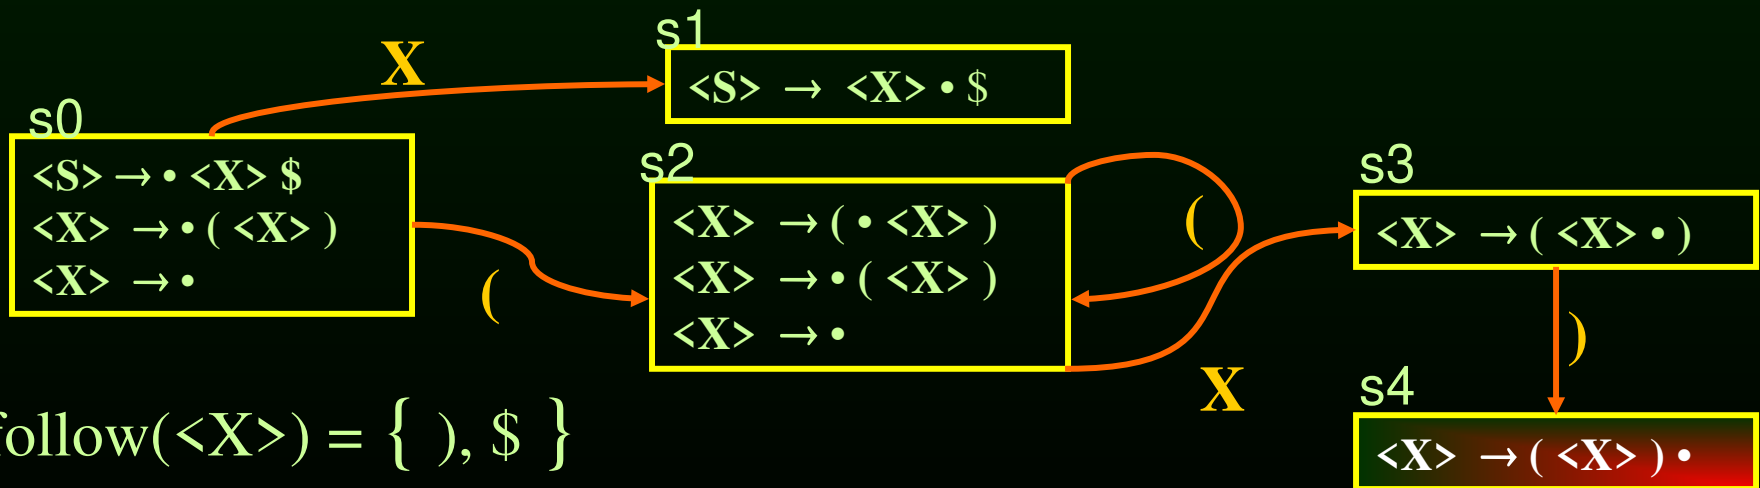 s1
X
<S> → <X> • $
s0
<S> → • <X> $
<X> → • ( <X> )
<X> → •
(
s2
<X> → ( • <X> )
<X> → • ( <X> )
<X> → •
(
X
s3
<X> → ( <X> • )
)
s4
<X> → ( <X> ) •
follow(<X>) = { ), $ }